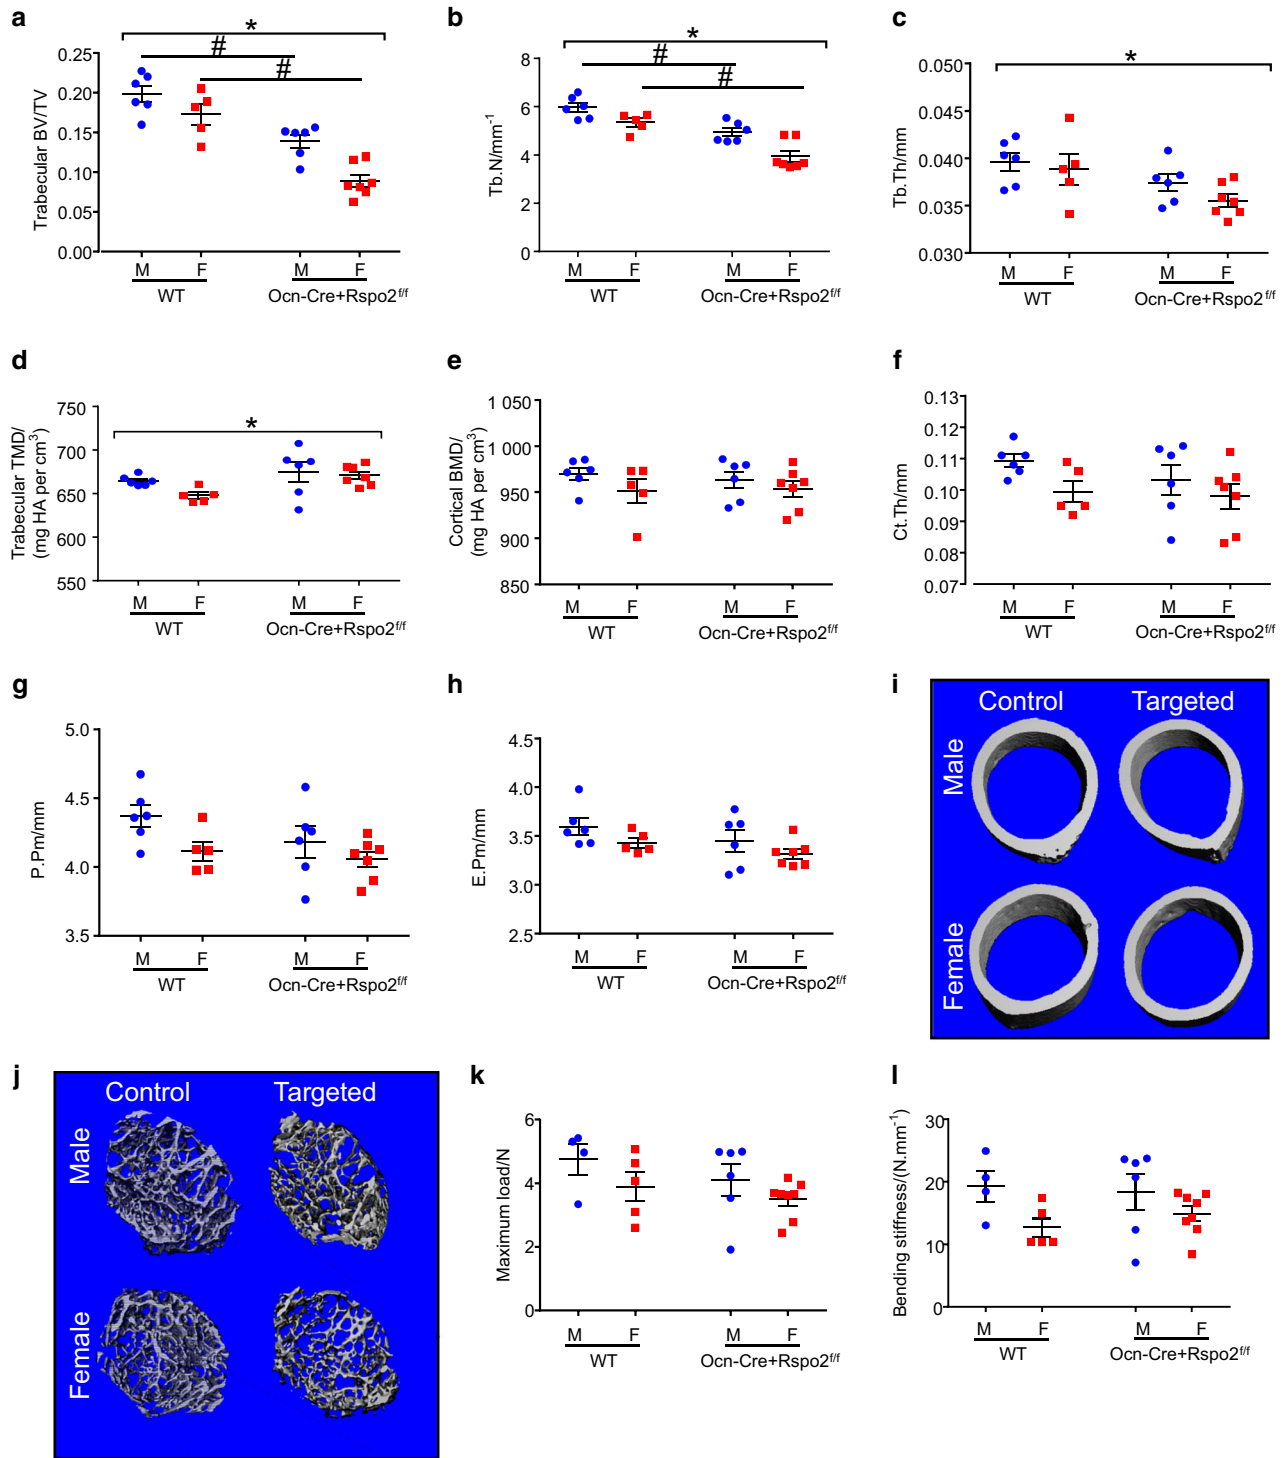 a
*
#
#
0.25
0.20
0.15
0.10
0.05
0.00
Trabecular BV/TV
M F M F
WT Ocn-Cre+Rspo2f/f
b
*
#
#
8
6
4
2
0
Tb.N/mm-1
M F M F
WT Ocn-Cre+Rspo2f/f
c
*
0.050
0.040
0.035
0.030
Tb.Th/mm
M F M F
WT Ocn-Cre+Rspo2f/f
d
*
750
700
650
600
550
Trabecular TMD/
(mg HA per cm3)
M F M F
WT Ocn-Cre+Rspo2f/f
e
1 050
1 000
950
900
850
Cortical BMD/
(mg HA per cm3)
M F M F
WT Ocn-Cre+Rspo2f/f
f
0.13
0.12
0.11
0.10
0.09
0.08
0.07
Ct.Th/mm
M F M F
WT Ocn-Cre+Rspo2f/f
g
5.0
4.5
4.0
3.5
P.Pm/mm
M F M F
WT Ocn-Cre+Rspo2f/f
h
4.5
4.0
3.5
3.0
2.5
E.Pm/mm
M F M F
WT Ocn-Cre+Rspo2f/f
i
Control Targeted
Male
Female
j
Control Targeted
Male
Female
k
6
4
2
0
Maximum load/N
M F M F
WT Ocn-Cre+Rspo2f/f
l
30
20
10
0
Bending stiffness/(N.mm-1)
M F M F
WT Ocn-Cre+Rspo2f/f